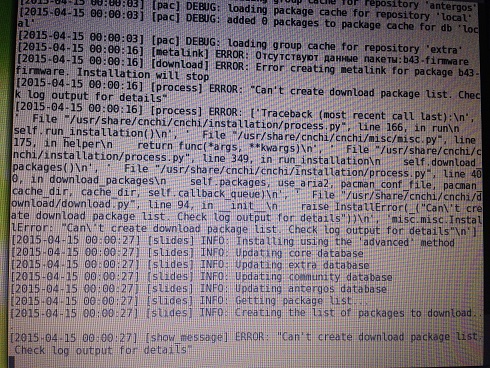 [2015-04-15 00:00:03] [pac] DEBUG: loading group cache for repository 'antergos'
[2015-04-15 00:00:03] [pac] DEBUG: loading package cache for repository 'local'
[2015-04-15 00:00:03] [pac] DEBUG: added 0 packages to package cache for db 'loc
al'
[2015-04-15 00:00:03] [pac] DEBUG: loading group cache for repository 'extra'
[2015-04-15 00:00:16] [metalink] ERROR: Отсутствуют данные пакеты:b43-firmware
[2015-04-15 00:00:16] [download] ERROR: Error creating metalink for package b43-
firmware. Installation will stop
[2015-04-15 00:00:16] [process] ERROR: "Can't create download package list. Chec
k log output for details"
[2015-04-15 00:00:16] [process] ERROR: ['Traceback (most recent call last):\n',
' File "/usr/share/cnchi/cnchi/installation/process.py", line 166, in run\n
self.run_installation()\n', ' File "/usr/share/cnchi/cnchi/misc/misc.py", line
175, in helper\n return func(*args, **kwargs)\n', ' File "/usr/share/cnchi/c
nchi/installation/process.py", line 349, in run_installation\n self.download_
packages()\n', ' File "/usr/share/cnchi/cnchi/installation/process.py", line 40
0, in download_packages\n self.packages, use_aria2, pacman_conf_file, pacman_
cache_dir, cache_dir, self.callback_queue)\n', ' File "/usr/share/cnchi/cnchi/d
ownload/download.py", line 94, in __init__\n raise InstallError(_("Can\'t cre
ate download package list. Check log output for details"))\n', 'misc.misc.Instal
lError: "Can\'t create download package list. Check log output for details"\n']
[2015-04-15 00:00:27] [slides] INFO: Installing using the 'advanced' method
[2015-04-15 00:00:27] [slides] INFO: Updating core database
[2015-04-15 00:00:27] [slides] INFO: Updating extra database
[2015-04-15 00:00:27] [slides] INFO: Updating community database
[2015-04-15 00:00:27] [slides] INFO: Updating antergos database
[2015-04-15 00:00:27] [slides] INFO: Getting package list...
[2015-04-15 00:00:27] [slides] INFO: Creating the list of packages to download...
[2015-04-15 00:00:27] [show_message] ERROR: "Can't create download package list.
Check log output for details"